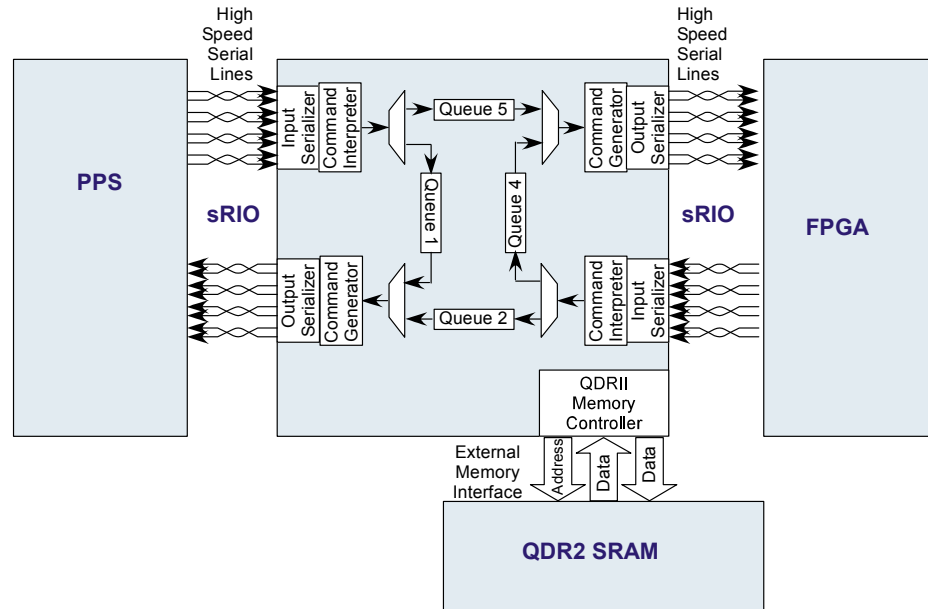 High
Speed
Serial
Lines
High
Speed
Serial
Lines
PPS
sRIO
Input
Serializer
Command
Interpreter
Queue 5
Command
Generator
Output
Serializer
sRIO
FPGA
Queue 1
Queue 4
Output
Serializer
Command
Generator
Queue 2
Command
Interpreter
Input
Serializer
QDRII
Memory
Controller
External
Memory
Interface
Address
Data
Data
QDR2 SRAM